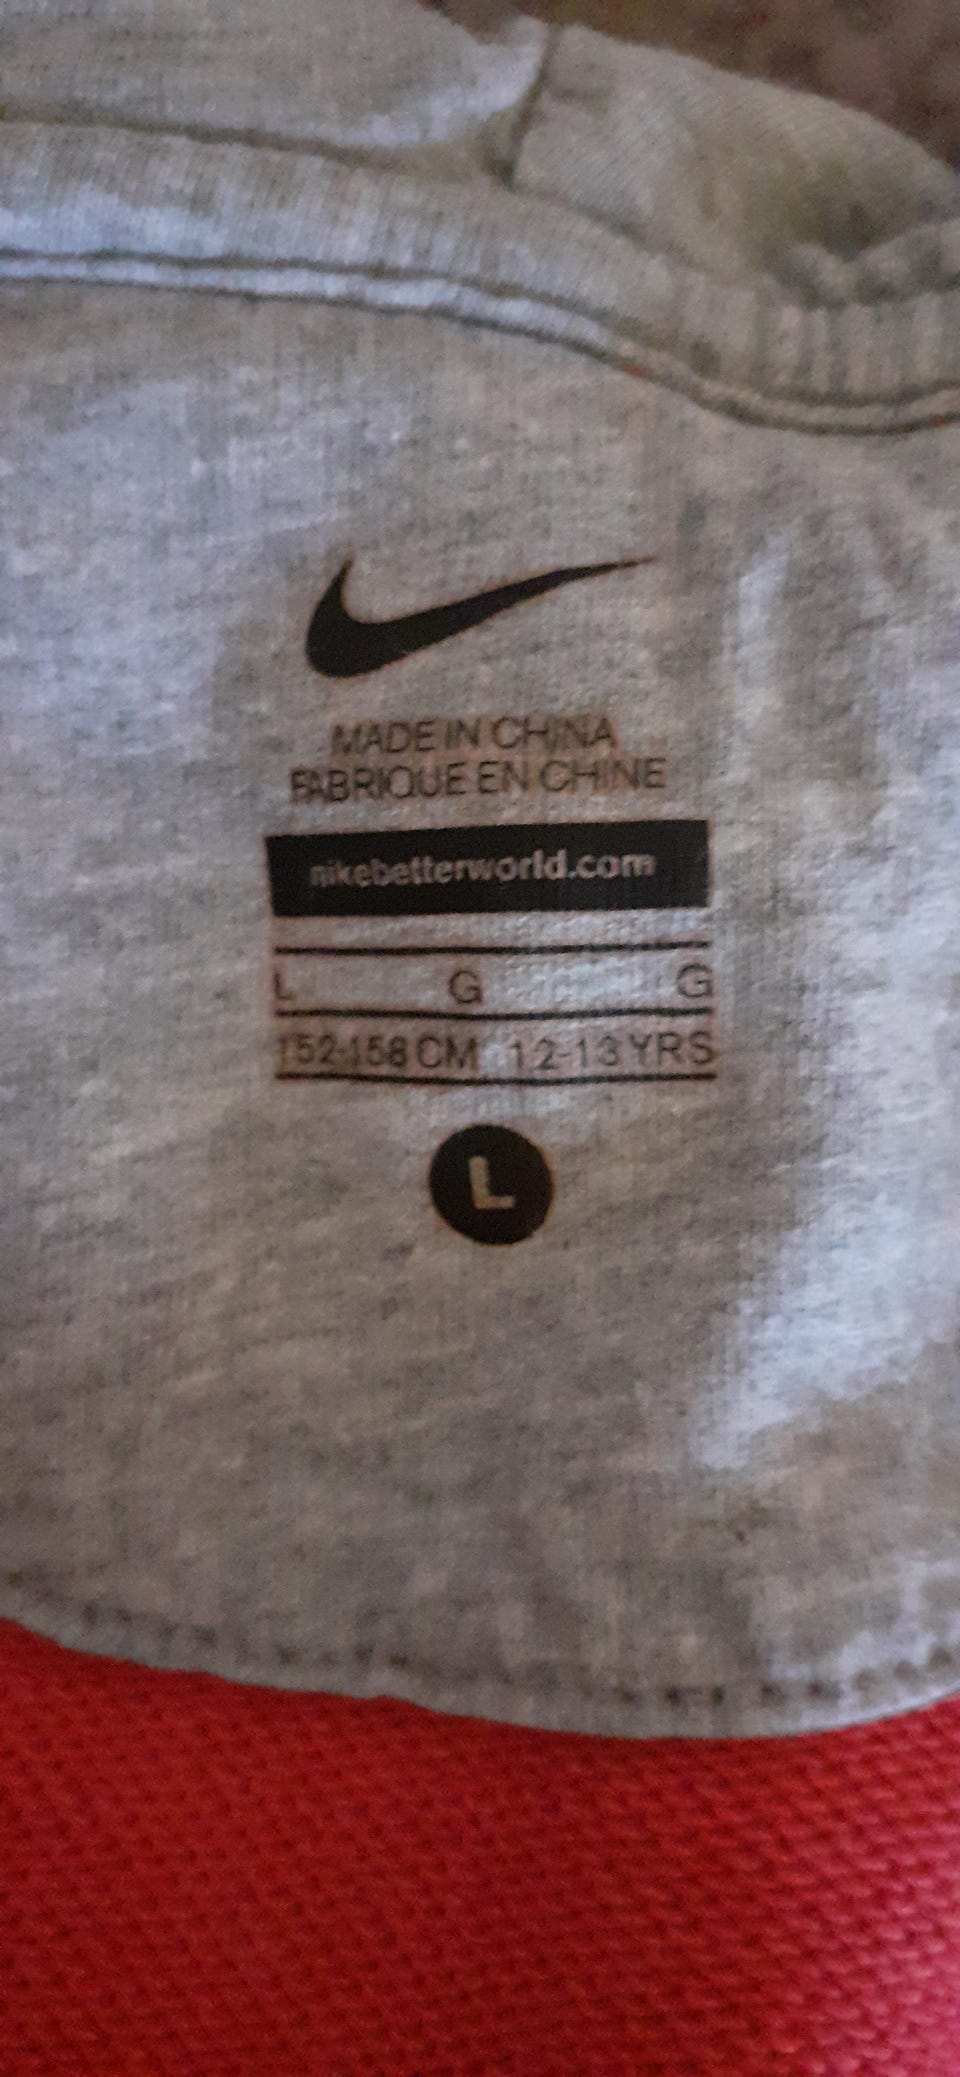 MADE IN CHINA
FABRIQUE EN CHINE
nikebetterworld.com
L G G
152-158 CM 12-13 YRS
L